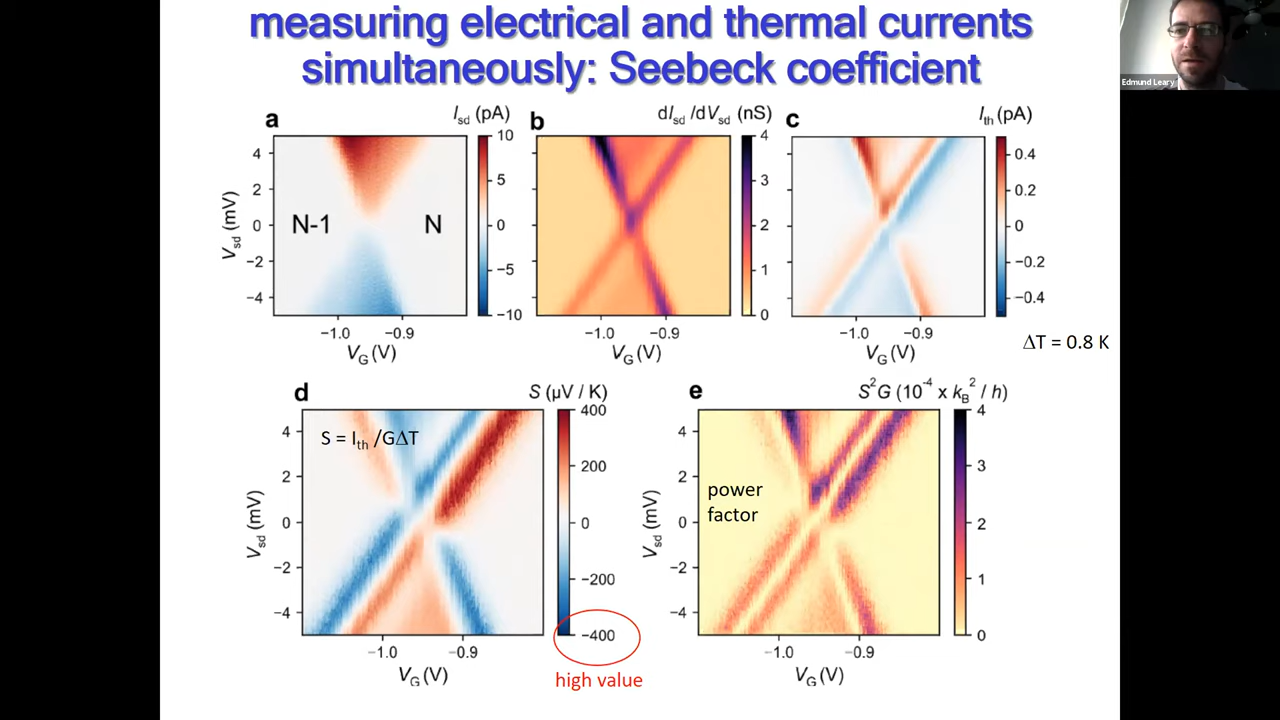 measuring electrical and thermal currents
simultaneously: Seebeck coefficient
Edmund Leary
a
I_sd (pA)
10
5
0
−5
−10
4
2
0
−2
−4
V_sd (mV)
N-1
N
−1.0
−0.9
V_G (V)
b
dI_sd /dV_sd (nS)
4
3
2
1
0
−1.0
−0.9
V_G (V)
c
I_th (pA)
0.4
0.2
0
−0.2
−0.4
−1.0
−0.9
V_G (V)
ΔT = 0.8 K
d
S (μV / K)
400
200
0
−200
−400
S = I_th /GΔT
4
2
0
−2
−4
V_sd (mV)
−1.0
−0.9
V_G (V)
high value
e
S²G (10⁻⁴ x k_B² / h)
4
3
2
1
0
power
factor
4
2
0
−2
−4
V_sd (mV)
−1.0
−0.9
V_G (V)